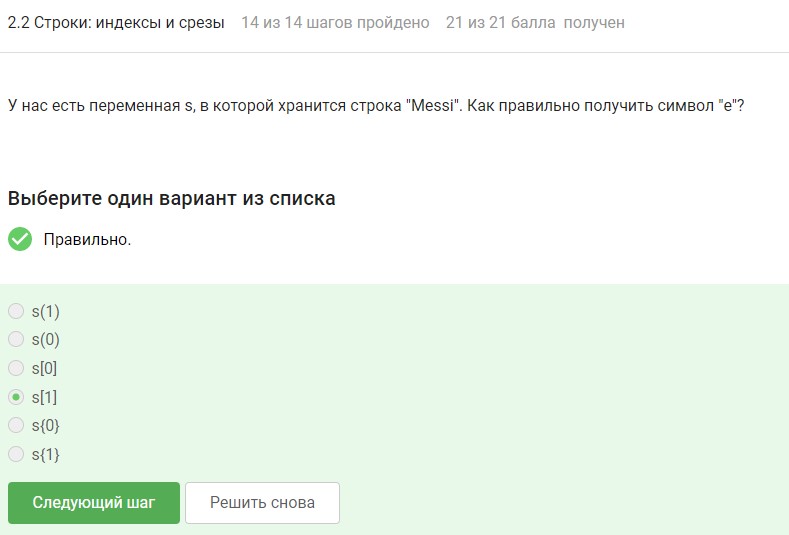 2.2 Строки: индексы и срезы 14 из 14 шагов пройдено 21 из 21 балла получен
У нас есть переменная s, в которой хранится строка "Messi". Как правильно получить символ "e"?
Выберите один вариант из списка
Правильно.
s(1)
s(0)
s[0]
s[1]
s{0}
s{1}
Следующий шаг Решить снова